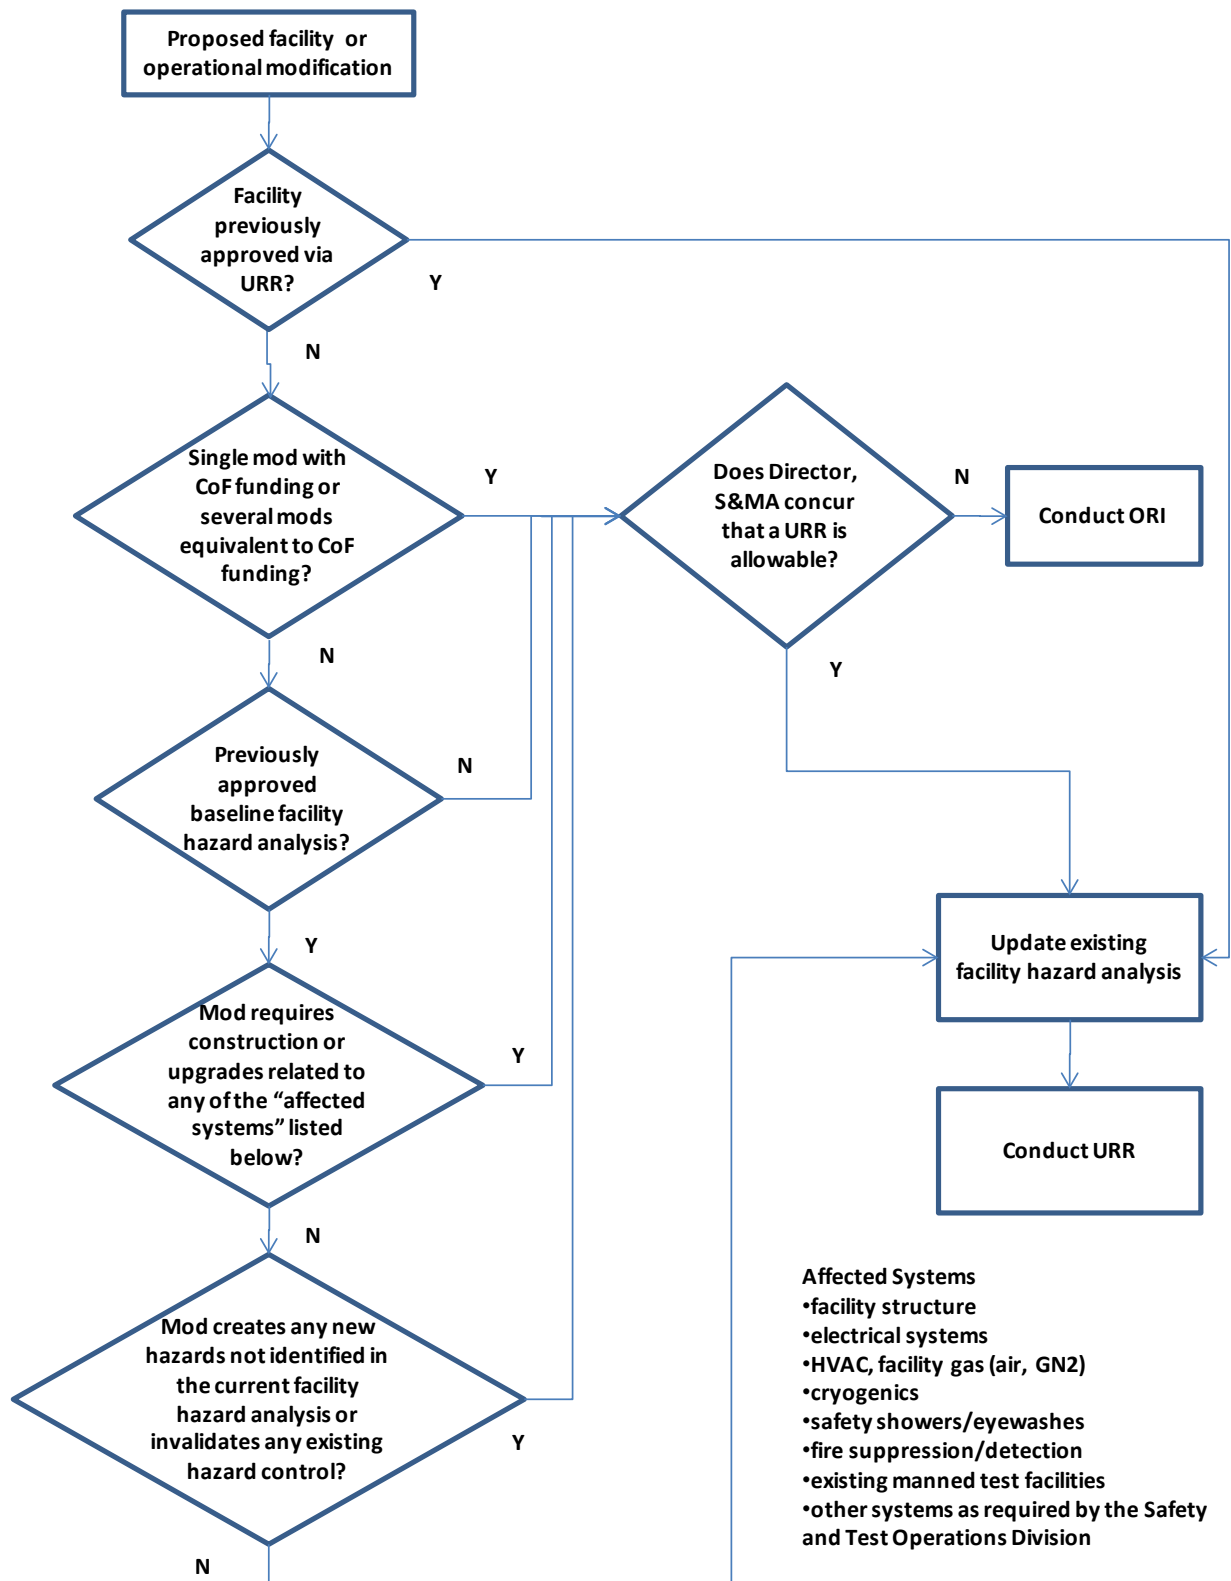 Proposed facility or
operational modification
Facility
previously
approved via
URR?
Y
N
Single mod with
CoF funding or
several mods
equivalent to CoF
funding?
Y
N
Does Director,
S&MA concur
that a URR is
allowable?
N
Y
Conduct ORI
Previously
approved
baseline facility
hazard analysis?
N
Y
Mod requires
construction or
upgrades related to
any of the “affected
systems” listed
below?
Y
N
Update existing
facility hazard analysis
Conduct URR
Mod creates any new
hazards not identified in
the current facility
hazard analysis or
invalidates any existing
hazard control?
Y
N
Affected Systems
•facility structure
•electrical systems
•HVAC, facility gas (air, GN2)
•cryogenics
•safety showers/eyewashes
•fire suppression/detection
•existing manned test facilities
•other systems as required by the Safety
and Test Operations Division